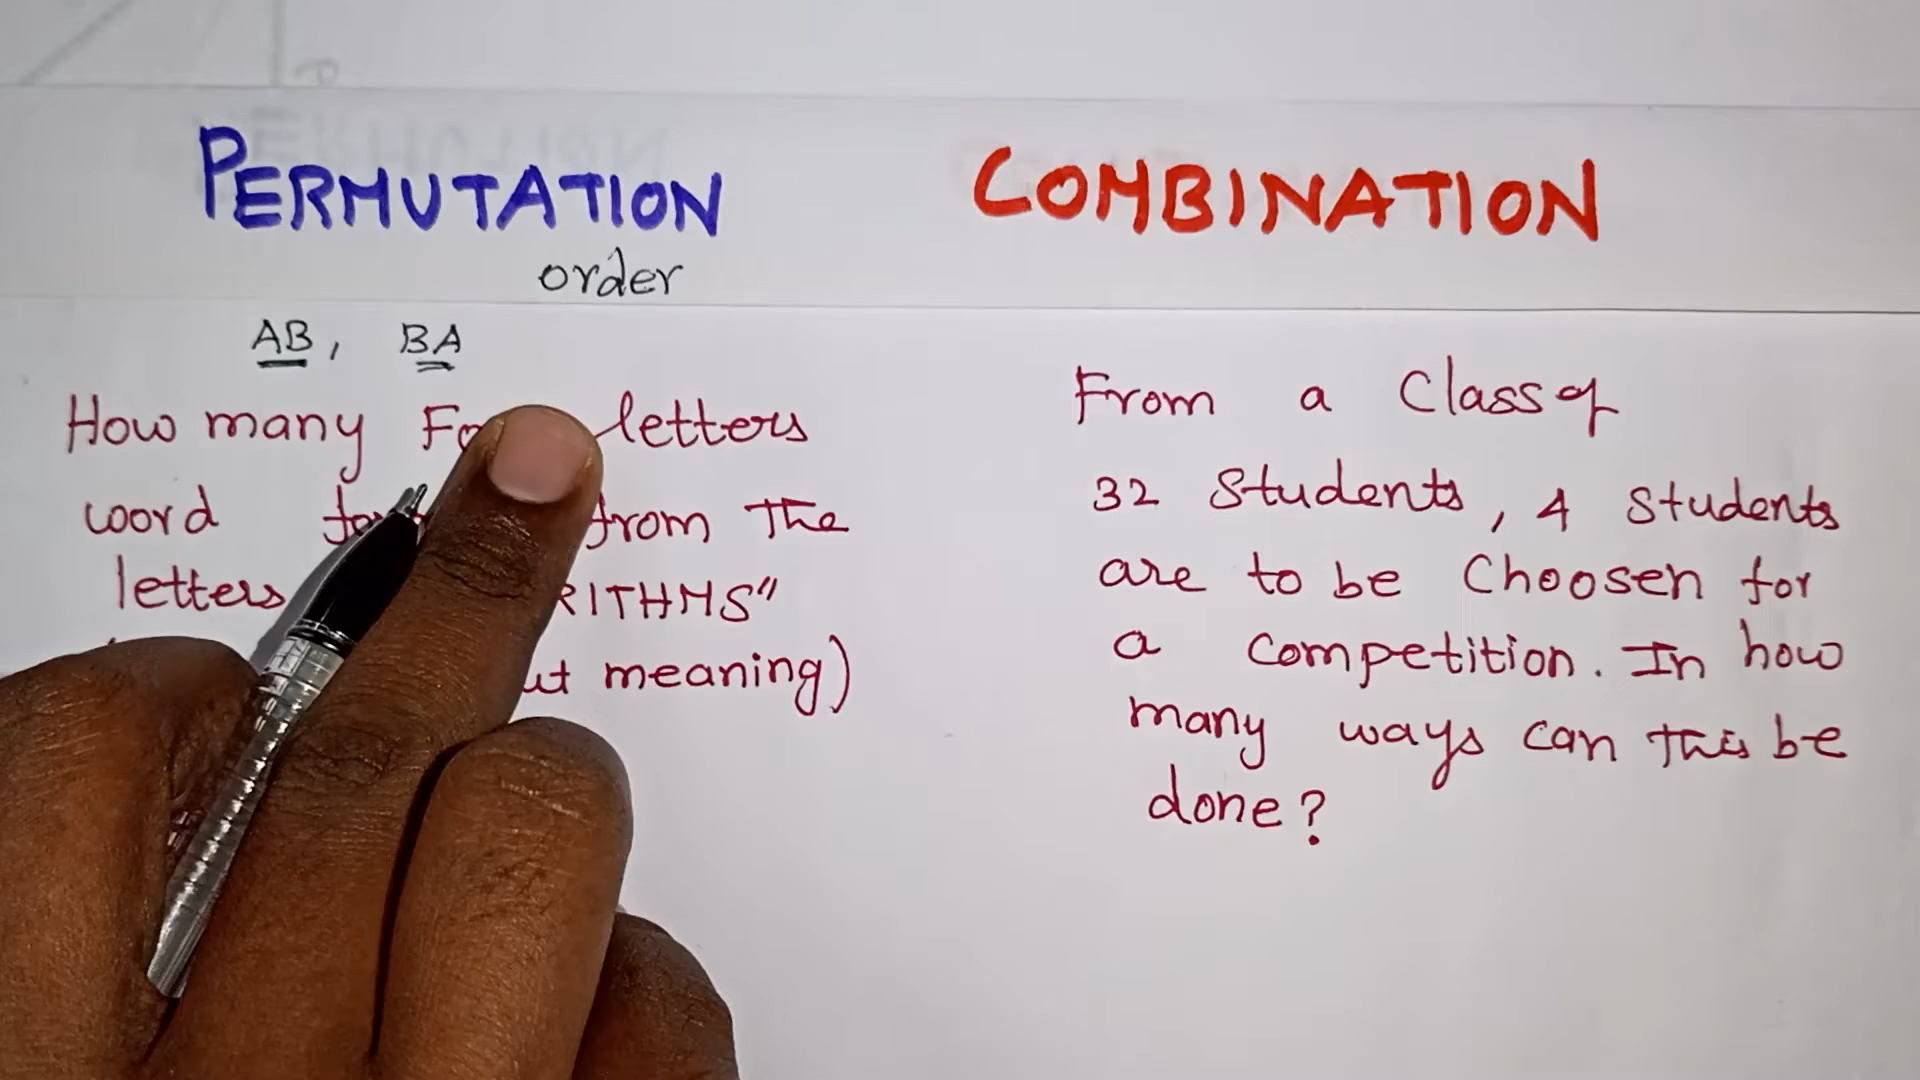 PERMUTATION
order
AB, BA
How many letters
word from The
letters RITHMS"
meaning)
COMBINATION
From a Class of
32 Students, 4 Students
are to be Choosen for
a Competition. In how
many ways can this be
done?